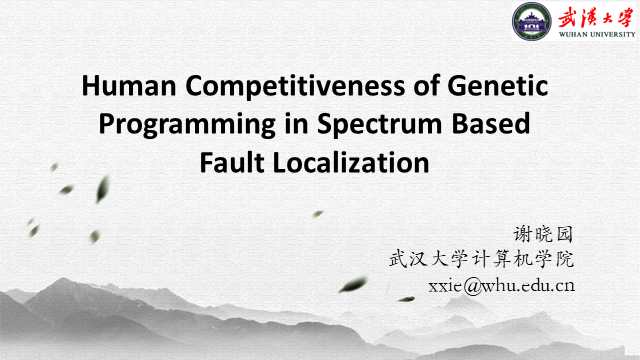 武漢大学
WUHAN UNIVERSITY
Human Competitiveness of Genetic
Programming in Spectrum Based
Fault Localization
谢晓园
武汉大学计算机学院
xxie@whu.edu.cn